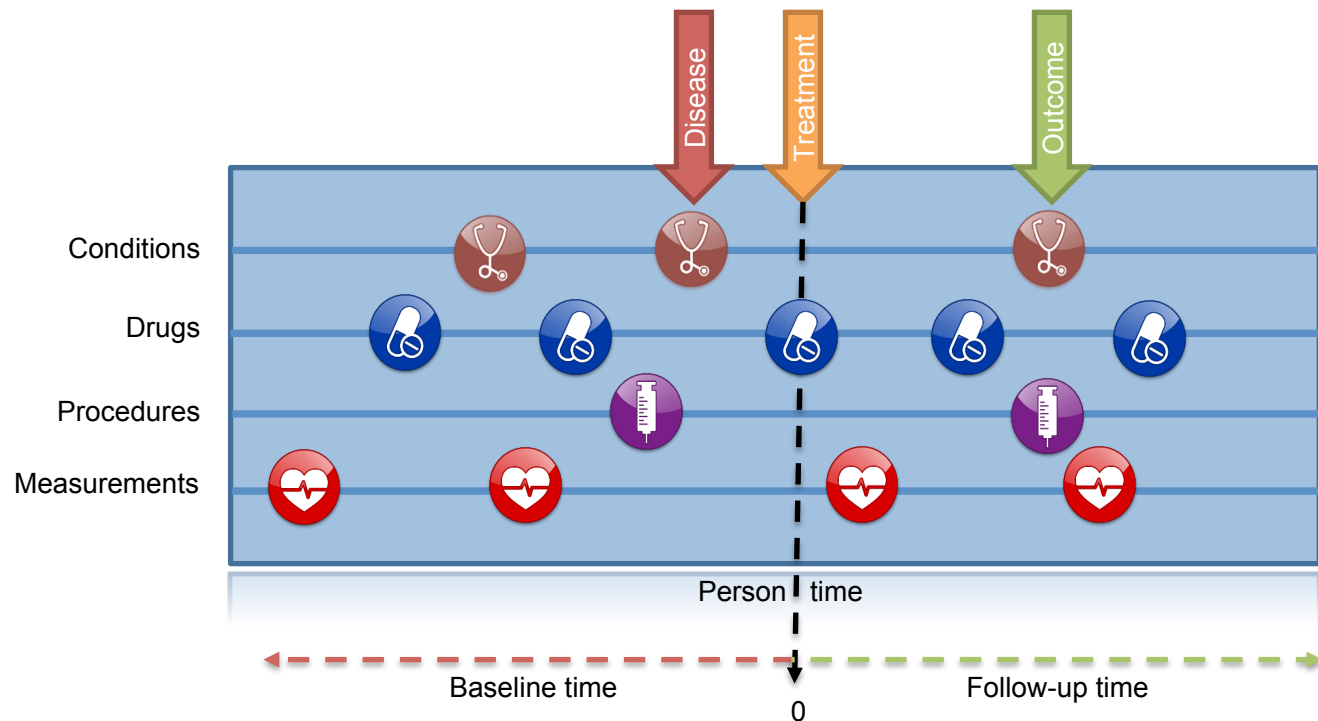 Disease
Treatment
Outcome
Conditions
Drugs
Procedures
Measurements
Person time
Baseline time
Follow-up time
0